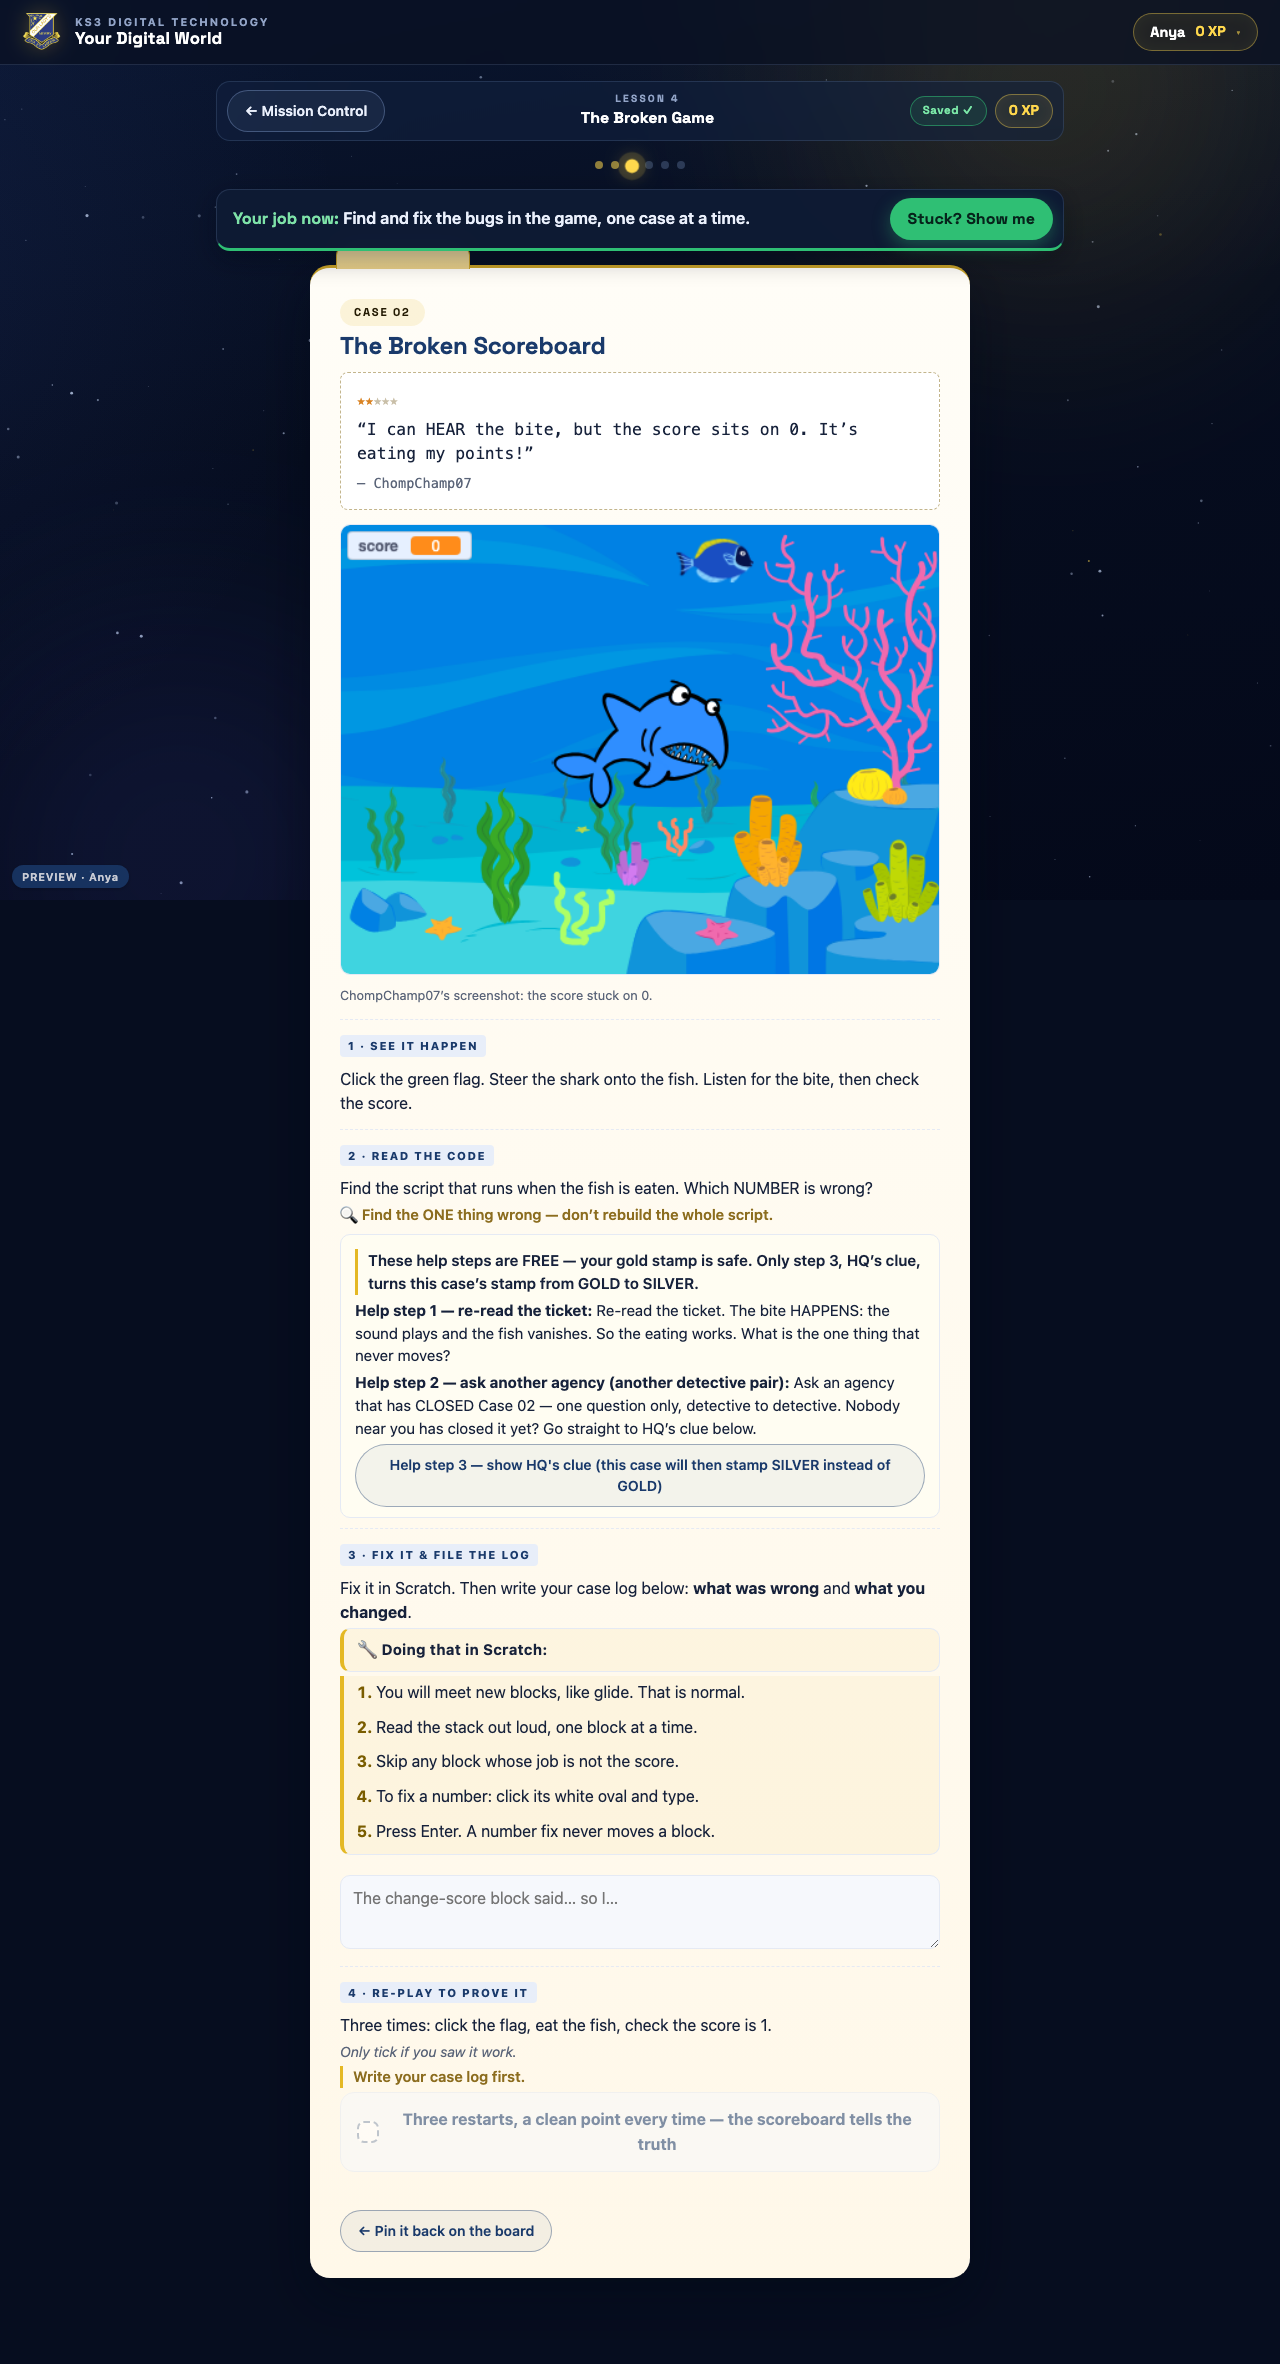 KS3 DIGITAL TECHNOLOGY
Your Digital World
Anya 0 XP
← Mission Control
LESSON 4
The Broken Game
Saved ✓
0 XP
Your job now: Find and fix the bugs in the game, one case at a time.
Stuck? Show me
CASE 02
The Broken Scoreboard
★★★★★
“I can HEAR the bite, but the score sits on 0. It’s
eating my points!”
— ChompChamp07
score 0
ChompChamp07’s screenshot: the score stuck on 0.
1 · SEE IT HAPPEN
Click the green flag. Steer the shark onto the fish. Listen for the bite, then check
the score.
2 · READ THE CODE
Find the script that runs when the fish is eaten. Which NUMBER is wrong?
🔍 Find the ONE thing wrong — don’t rebuild the whole script.
These help steps are FREE — your gold stamp is safe. Only step 3, HQ’s clue,
turns this case’s stamp from GOLD to SILVER.
Help step 1 — re-read the ticket: Re-read the ticket. The bite HAPPENS: the
sound plays and the fish vanishes. So the eating works. What is the one thing that
never moves?
Help step 2 — ask another agency (another detective pair): Ask an agency
that has CLOSED Case 02 — one question only, detective to detective. Nobody
near you has closed it yet? Go straight to HQ’s clue below.
Help step 3 — show HQ's clue (this case will then stamp SILVER instead of
GOLD)
3 · FIX IT & FILE THE LOG
Fix it in Scratch. Then write your case log below: what was wrong and what you
changed.
🔧 Doing that in Scratch:
1. You will meet new blocks, like glide. That is normal.
2. Read the stack out loud, one block at a time.
3. Skip any block whose job is not the score.
4. To fix a number: click its white oval and type.
5. Press Enter. A number fix never moves a block.
The change-score block said... so I...
4 · RE-PLAY TO PROVE IT
Three times: click the flag, eat the fish, check the score is 1.
Only tick if you saw it work.
Write your case log first.
Three restarts, a clean point every time — the scoreboard tells the
truth
← Pin it back on the board
PREVIEW · Anya